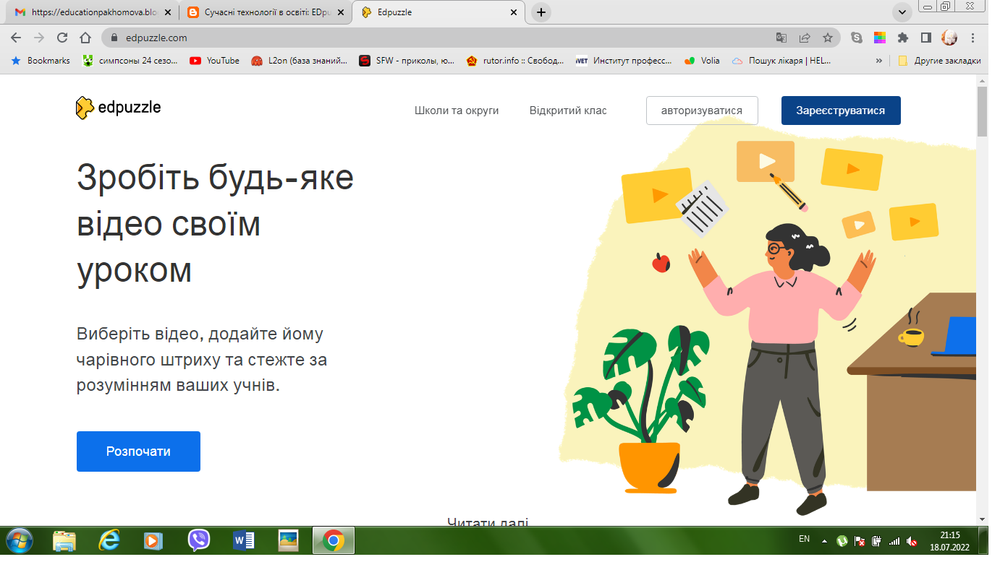 https://educationpakhomova.blo
Сучасні технології в освіті: EDpu
Edpuzzle
edpuzzle.com
Bookmarks
симпсоны 24 сезо...
YouTube
L2on (база знаний...
SFW - приколы, ю...
rutor.info :: Свобод...
iVET
Институт професс...
Volia
Пошук лікаря | HEL...
»
Другие закладки
edpuzzle
Школи та округи
Відкритий клас
авторизуватися
Зареєструватися
Зробіть будь-яке
відео своїм
уроком
Виберіть відео, додайте йому
чарівного штриху та стежте за
розумінням ваших учнів.
Розпочати
Читати далі
EN
21:15
18.07.2022